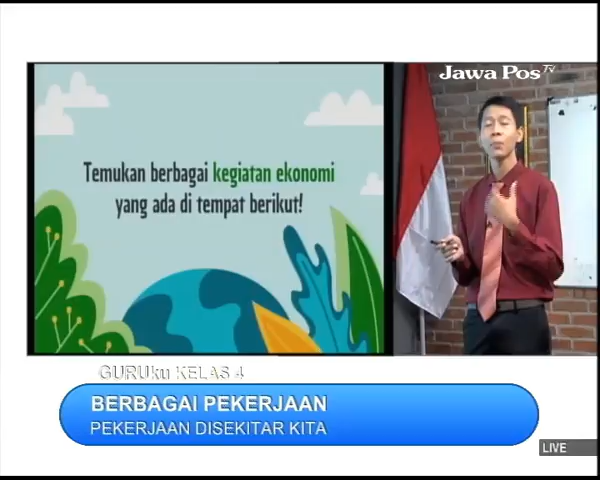 Jawa Pos TV
Temukan berbagai kegiatan ekonomi
yang ada di tempat berikut!
GURUku KELAS 4
BERBAGAI PEKERJAAN
PEKERJAAN DISEKITAR KITA
LIVE